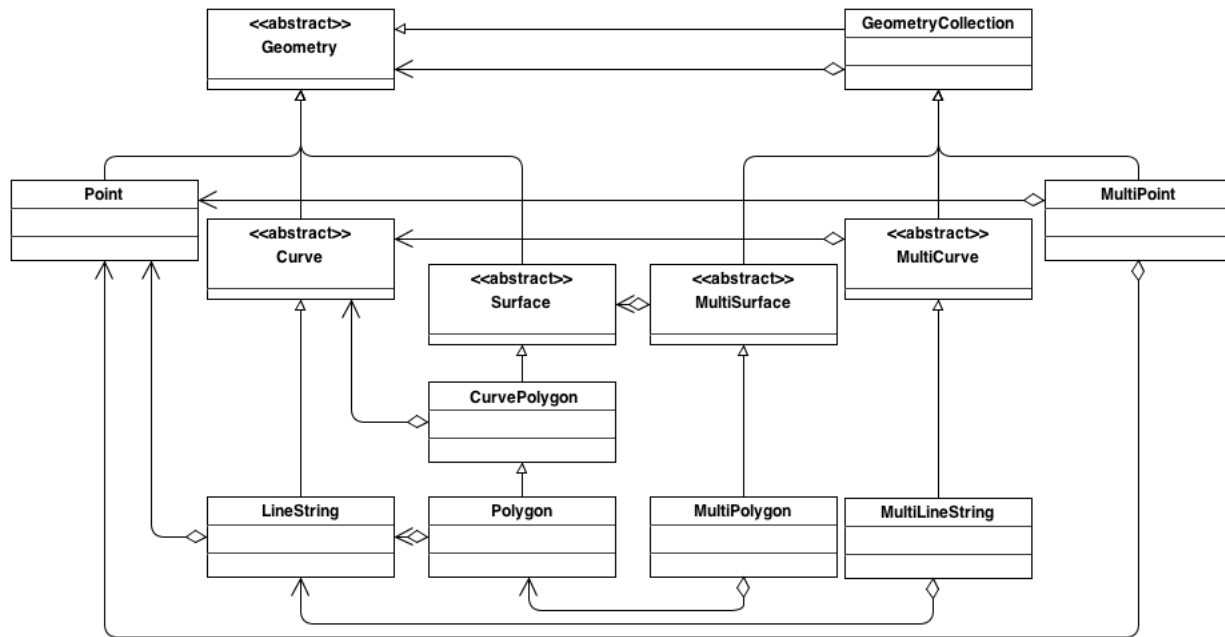 <<abstract>>
Geometry
GeometryCollection
Point
MultiPoint
<<abstract>>
Curve
<<abstract>>
MultiCurve
<<abstract>>
Surface
<<abstract>>
MultiSurface
CurvePolygon
LineString
Polygon
MultiPolygon
MultiLineString